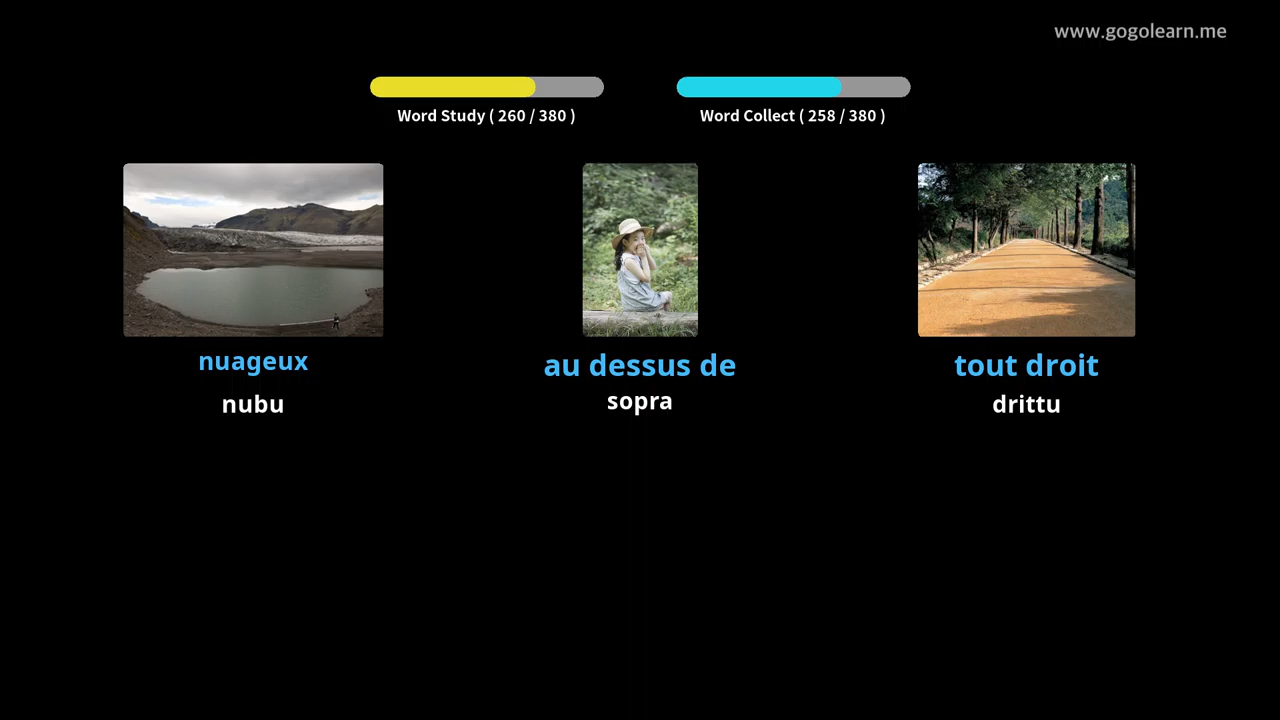 www.gogolearn.me
Word Study ( 260 / 380 )
Word Collect ( 258 / 380 )
nuageux
nubu
au dessus de
sopra
tout droit
drittu